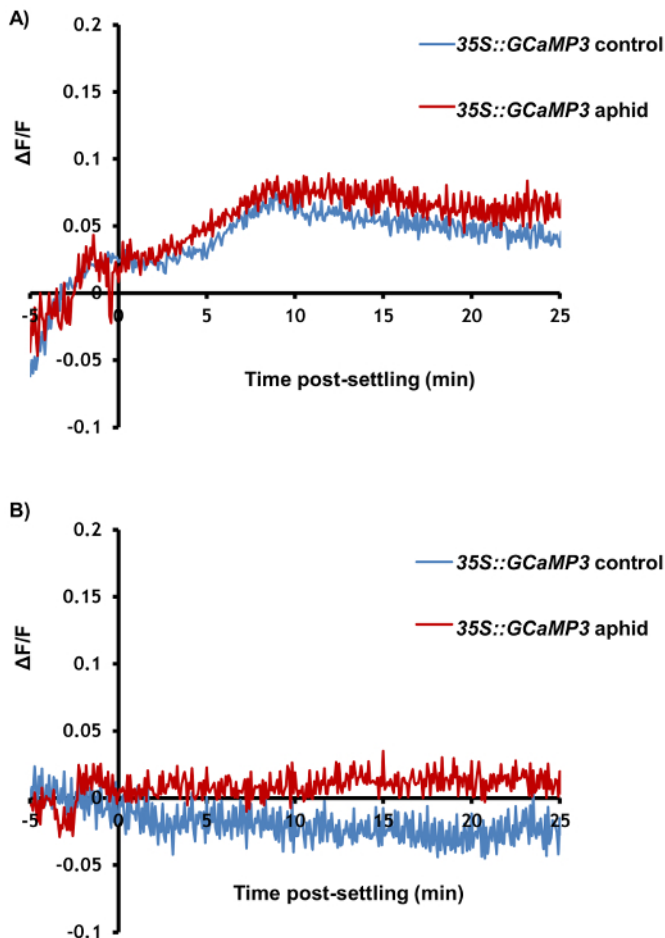 A)
0.2
35S::GCaMP3 control
0.15
35S::GCaMP3 aphid
0.1
ΔF/F
0.05
0
-5 0 5 10 15 20 25
-0.05
Time post-settling (min)
-0.1
B)
0.2
35S::GCaMP3 control
0.15
35S::GCaMP3 aphid
0.1
ΔF/F
0.05
0
-5 0 5 10 15 20 25
-0.05
Time post-settling (min)
-0.1